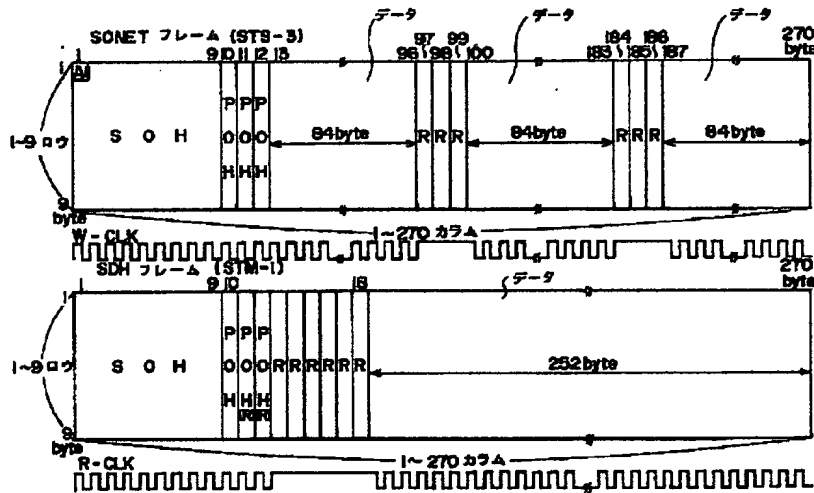 SONET フレーム (STS-3)
データ データ データ
97 99 184 186 270
1 9 10 11 12 13 96 98 100 183 185 187 byte
1
A1
P P P
1~9 ロウ S O H O O O 84byte R R R 84byte R R R 84byte
H H H
9
byte
1~270 カラム
W-CLK
SDH フレーム (STM-1)
データ
270
1 9 10 18 byte
1
P P P
1~9 ロウ S O H O O O R R R R R R 252byte
H H H
(R) (R)
9
byte
1~270 カラム
R-CLK